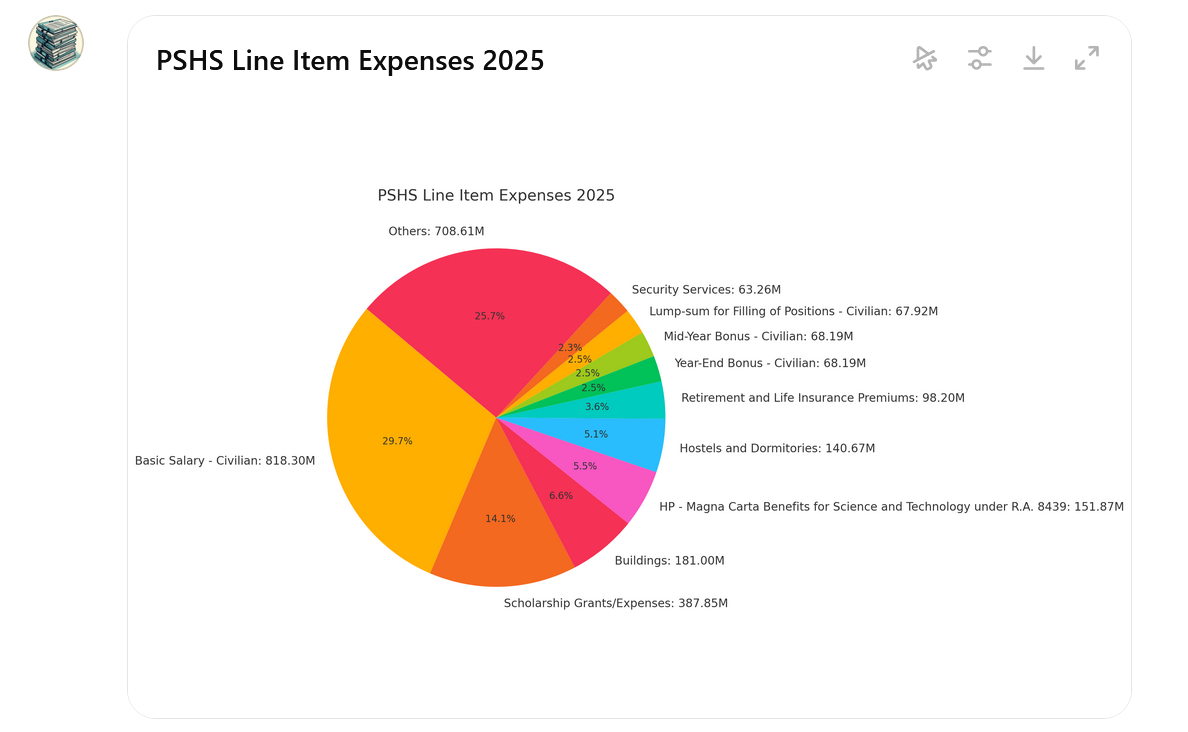 PSHS Line Item Expenses 2025
PSHS Line Item Expenses 2025
Others: 708.61M
Security Services: 63.26M
Lump-sum for Filling of Positions - Civilian: 67.92M
Mid-Year Bonus - Civilian: 68.19M
Year-End Bonus - Civilian: 68.19M
Retirement and Life Insurance Premiums: 98.20M
Hostels and Dormitories: 140.67M
HP - Magna Carta Benefits for Science and Technology under R.A. 8439: 151.87M
Buildings: 181.00M
Scholarship Grants/Expenses: 387.85M
Basic Salary - Civilian: 818.30M
25.7%
2.3%
2.5%
2.5%
2.5%
3.6%
5.1%
5.5%
6.6%
14.1%
29.7%